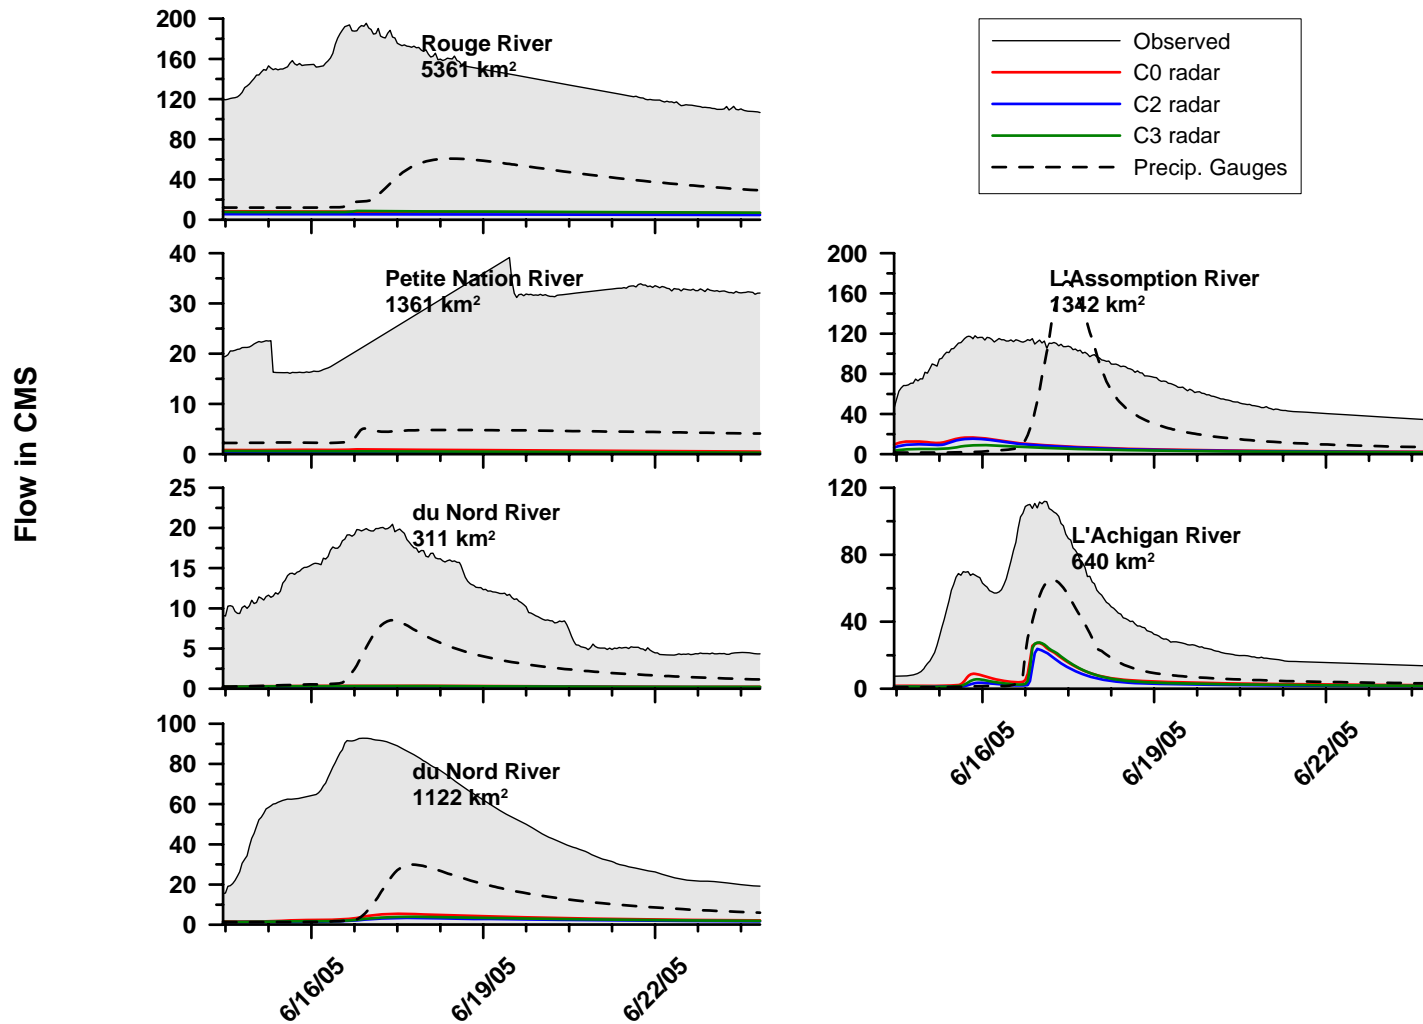 Flow in CMS
200
160
120
80
40
0
Rouge River
5361 km²
Observed
C0 radar
C2 radar
C3 radar
Precip. Gauges
40
30
20
10
0
Petite Nation River
1361 km²
200
160
120
80
40
0
L'Assomption River
1342 km²
25
20
15
10
5
0
du Nord River
311 km²
120
80
40
0
L'Achigan River
640 km²
6/16/05
6/19/05
6/22/05
100
80
60
40
20
0
du Nord River
1122 km²
6/16/05
6/19/05
6/22/05